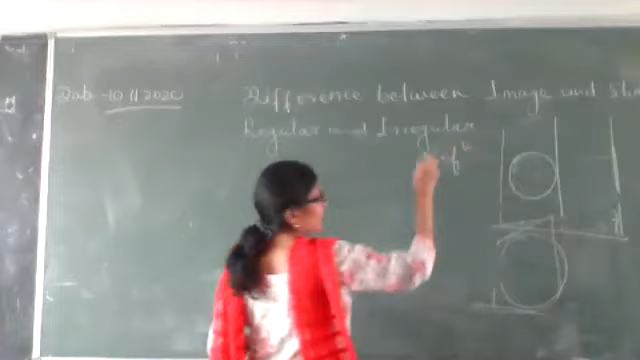 Date -10 11 2020
Difference between Image and
Regular and Irregular